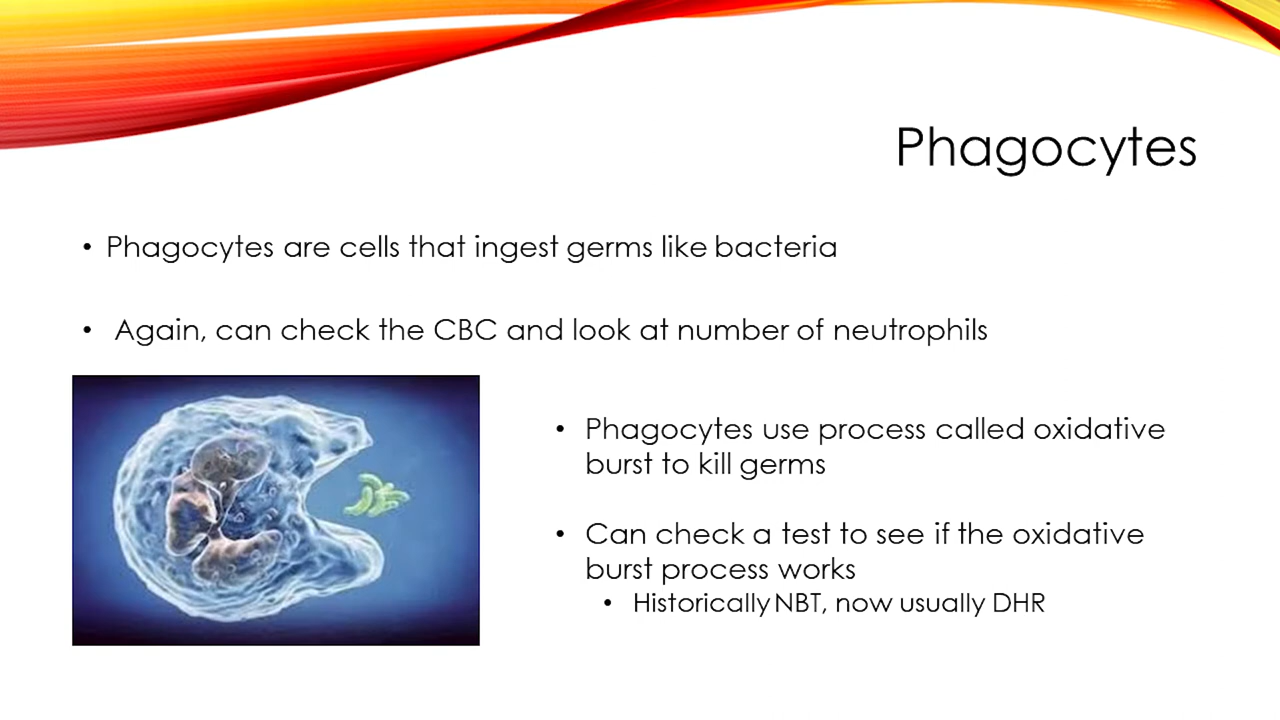 Phagocytes
• Phagocytes are cells that ingest germs like bacteria
• Again, can check the CBC and look at number of neutrophils
• Phagocytes use process called oxidative
burst to kill germs
• Can check a test to see if the oxidative
burst process works
• Historically NBT, now usually DHR